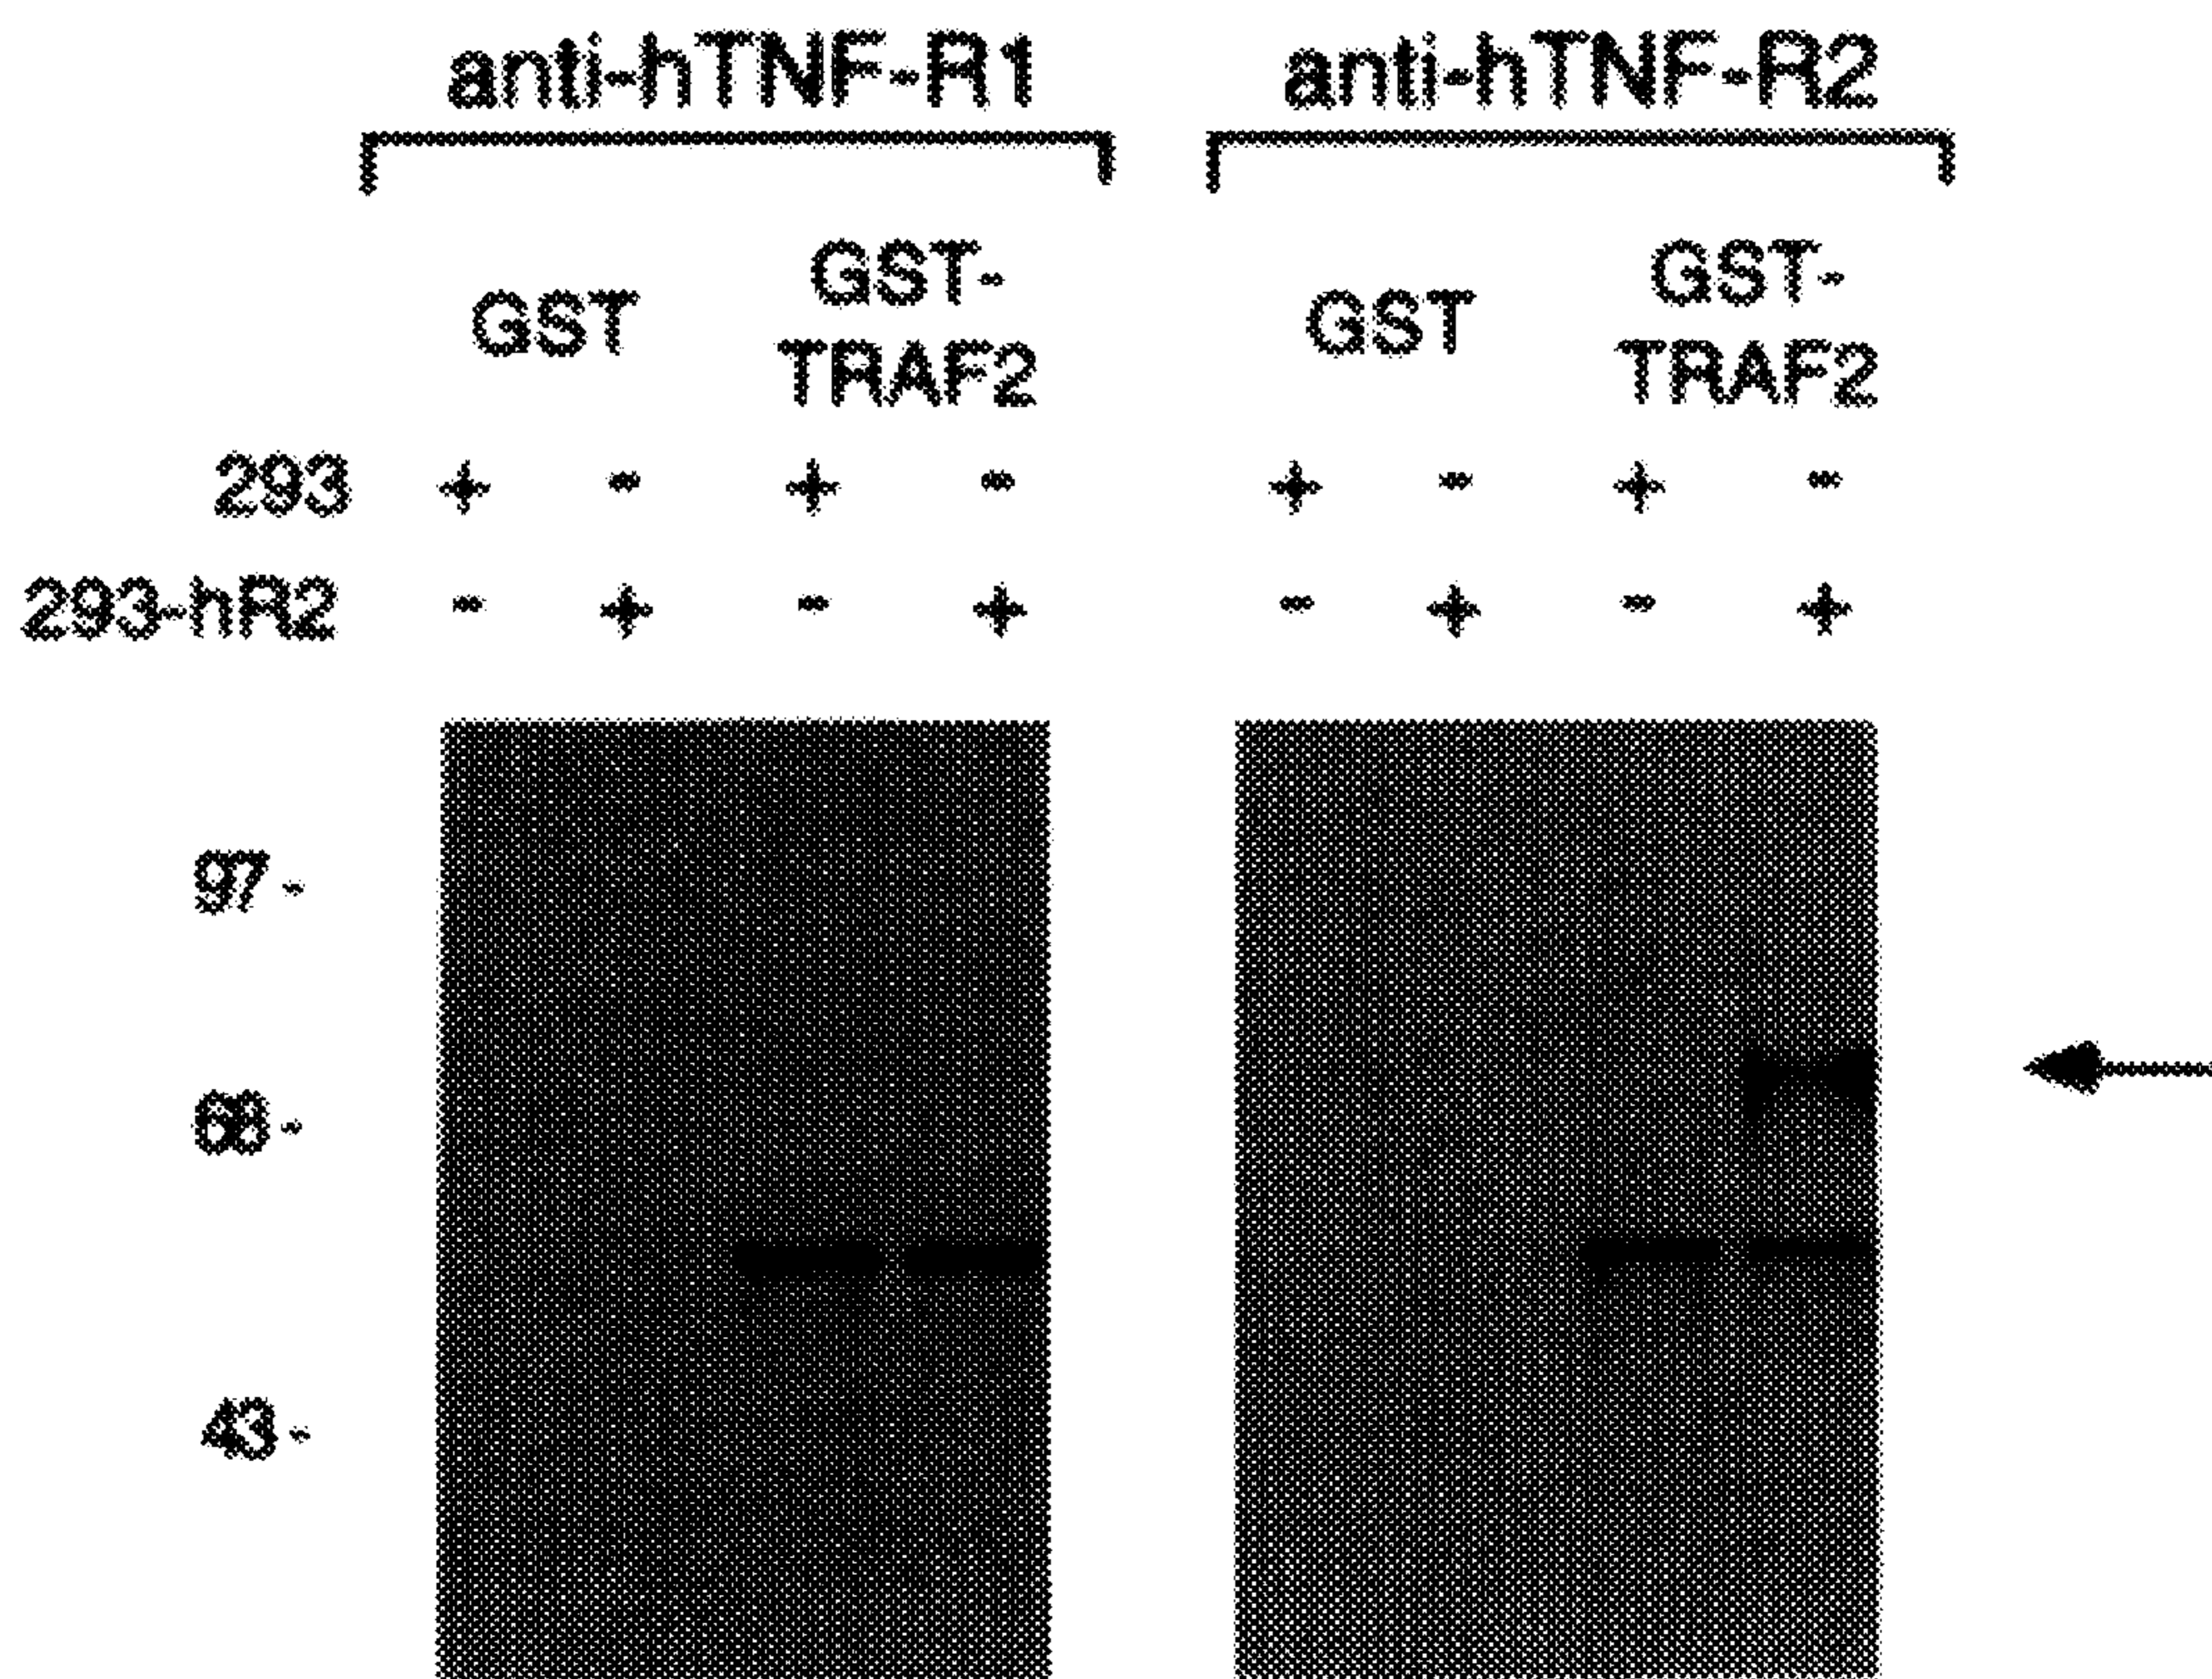 anti-hTNF-R1 anti-hTNF-R2
GST GST-TRAF2 GST GST-TRAF2
293 + - + - + - + -
293-hR2 - + - + - + - +
97-
68-
43-